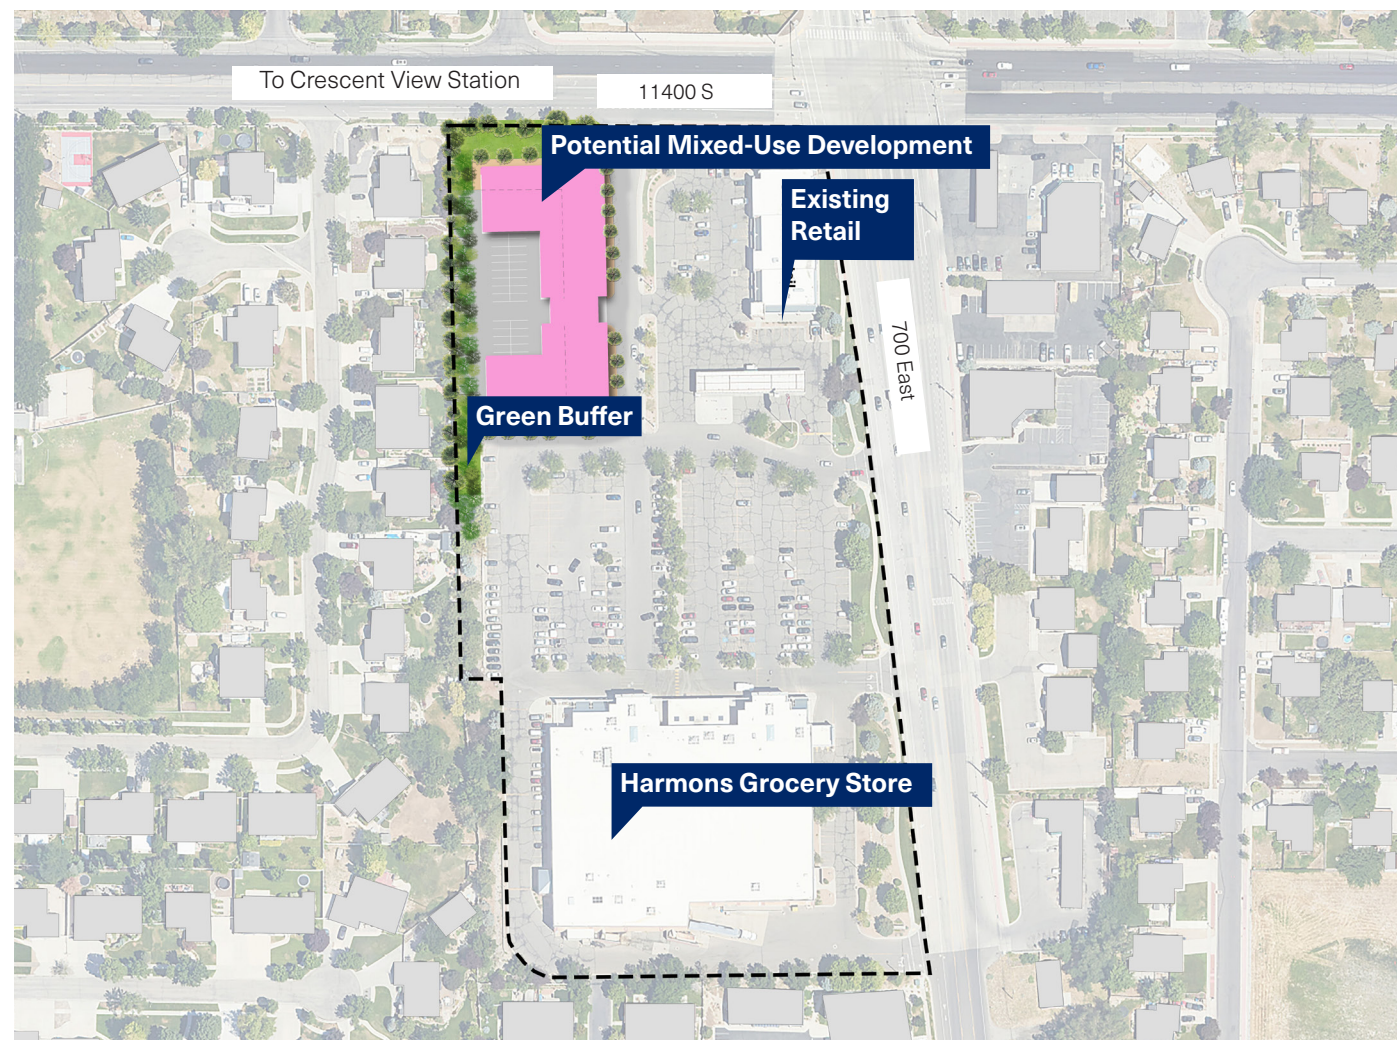 To Crescent View Station
11400 S
Potential Mixed-Use Development
Existing
Retail
700 East
Green Buffer
Harmons Grocery Store